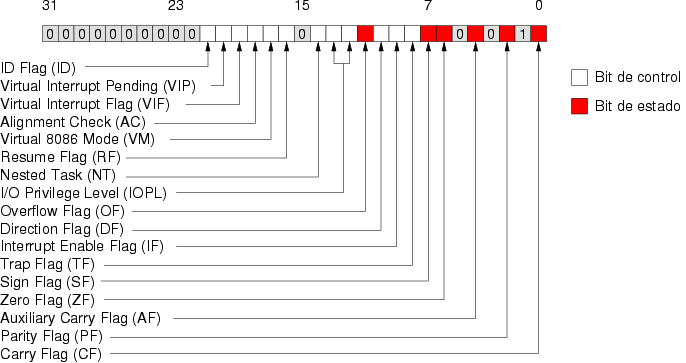 31 23 15 7 0
0 0 0 0 0 0 0 0 0 0 0 0 0 1
ID Flag (ID)
Virtual Interrupt Pending (VIP)
Virtual Interrupt Flag (VIF)
Alignment Check (AC)
Virtual 8086 Mode (VM)
Resume Flag (RF)
Nested Task (NT)
I/O Privilege Level (IOPL)
Overflow Flag (OF)
Direction Flag (DF)
Interrupt Enable Flag (IF)
Trap Flag (TF)
Sign Flag (SF)
Zero Flag (ZF)
Auxiliary Carry Flag (AF)
Parity Flag (PF)
Carry Flag (CF)
Bit de control
Bit de estado